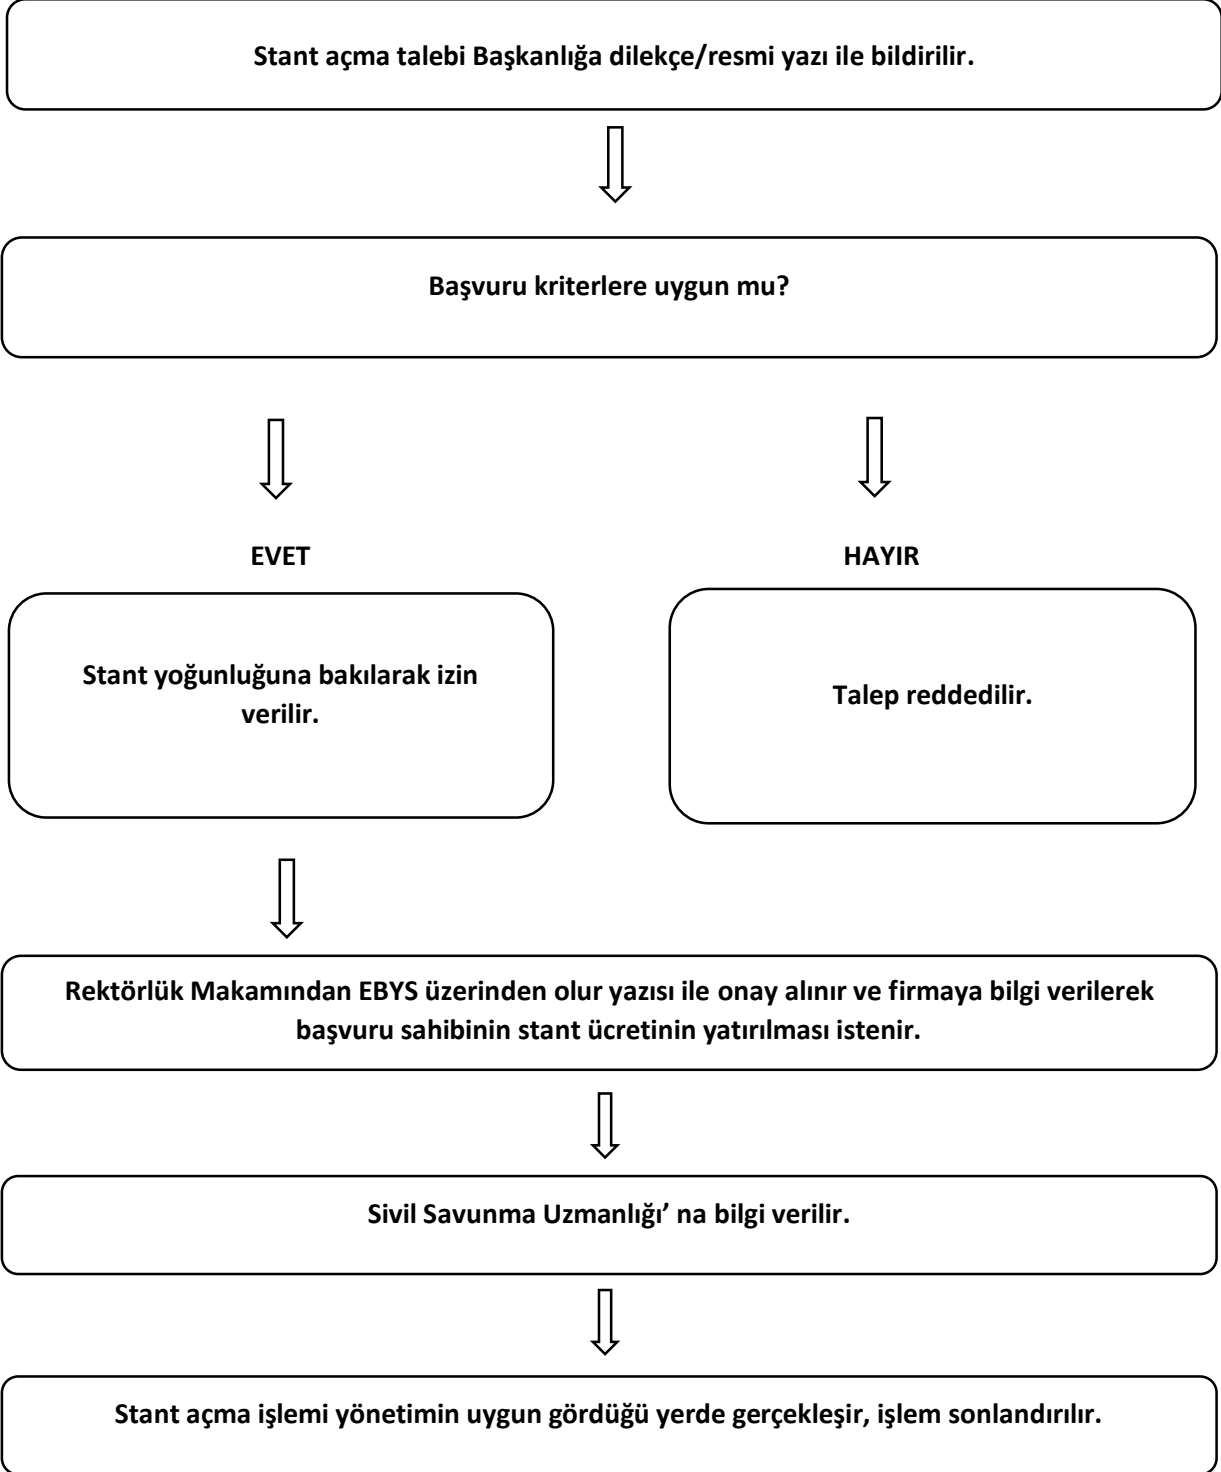 Stant açma talebi Başkanlığa dilekçe/resmi yazı ile bildirilir.
Başvuru kriterlere uygun mu?
EVET
HAYIR
Stant yoğunluğuna bakılarak izin
verilir.
Talep reddedilir.
Rektörlük Makamından EBYS üzerinden olur yazısı ile onay alınır ve firmaya bilgi verilerek
başvuru sahibinin stant ücretinin yatırılması istenir.
Sivil Savunma Uzmanlığı’ na bilgi verilir.
Stant açma işlemi yönetimin uygun gördüğü yerde gerçekleşir, işlem sonlandırılır.